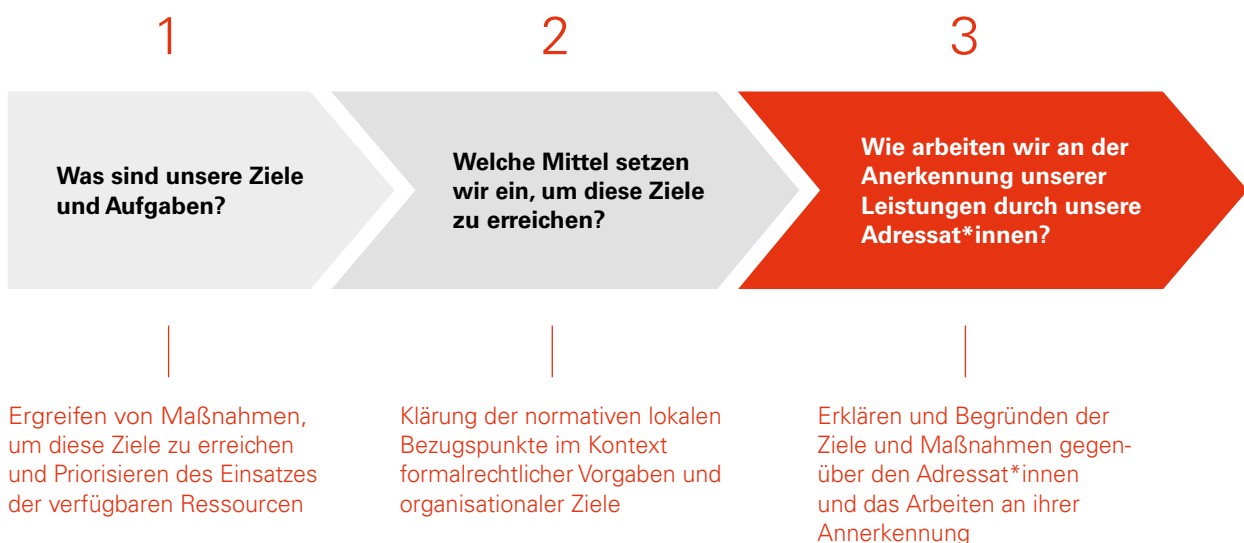 1
Was sind unsere Ziele
und Aufgaben?
Ergreifen von Maßnahmen,
um diese Ziele zu erreichen
und Priorisieren des Einsatzes
der verfügbaren Ressourcen
2
Welche Mittel setzen
wir ein, um diese Ziele
zu erreichen?
Klärung der normativen lokalen
Bezugspunkte im Kontext
formalrechtlicher Vorgaben und
organisationaler Ziele
3
Wie arbeiten wir an der
Anerkennung unserer
Leistungen durch unsere
Adressat*innen?
Erklären und Begründen der
Ziele und Maßnahmen gegen-
über den Adressat*innen
und das Arbeiten an ihrer
Annerkennung